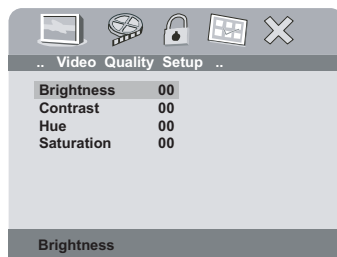 .. Video Quality Setup ..
Brightness 00
Contrast 00
Hue 00
Saturation 00
Brightness